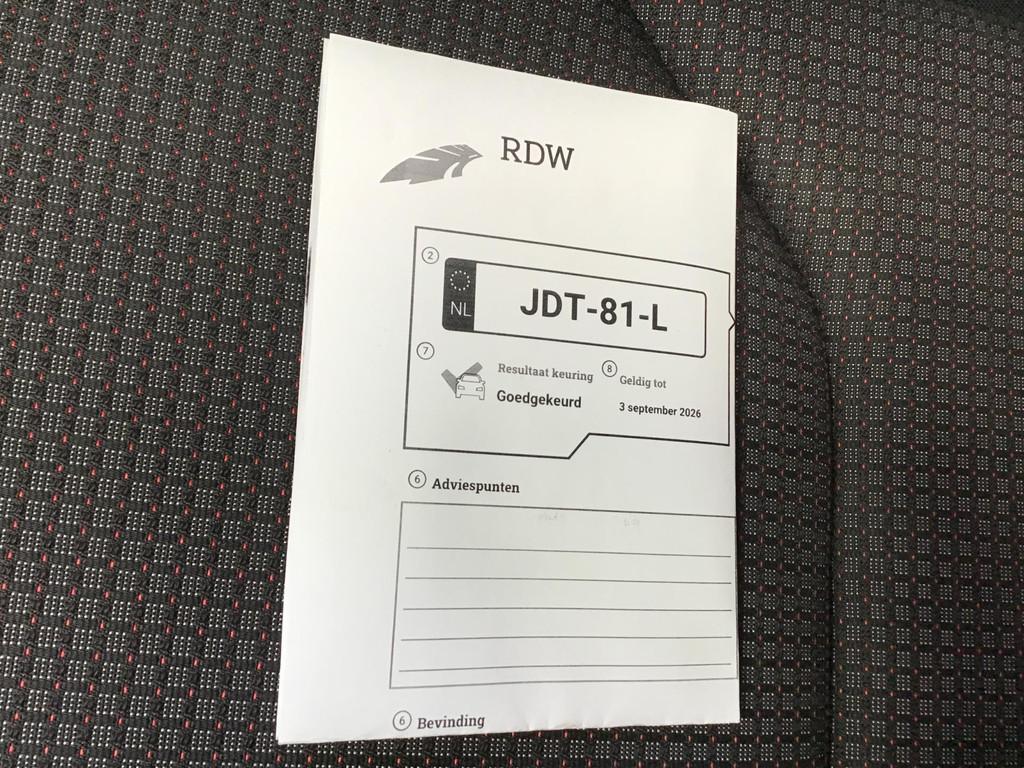 RDW
2
NL JDT-81-L
7 Resultaat keuring 8 Geldig tot
Goedgekeurd 3 september 2026
6 Adviespunten
6 Bevinding